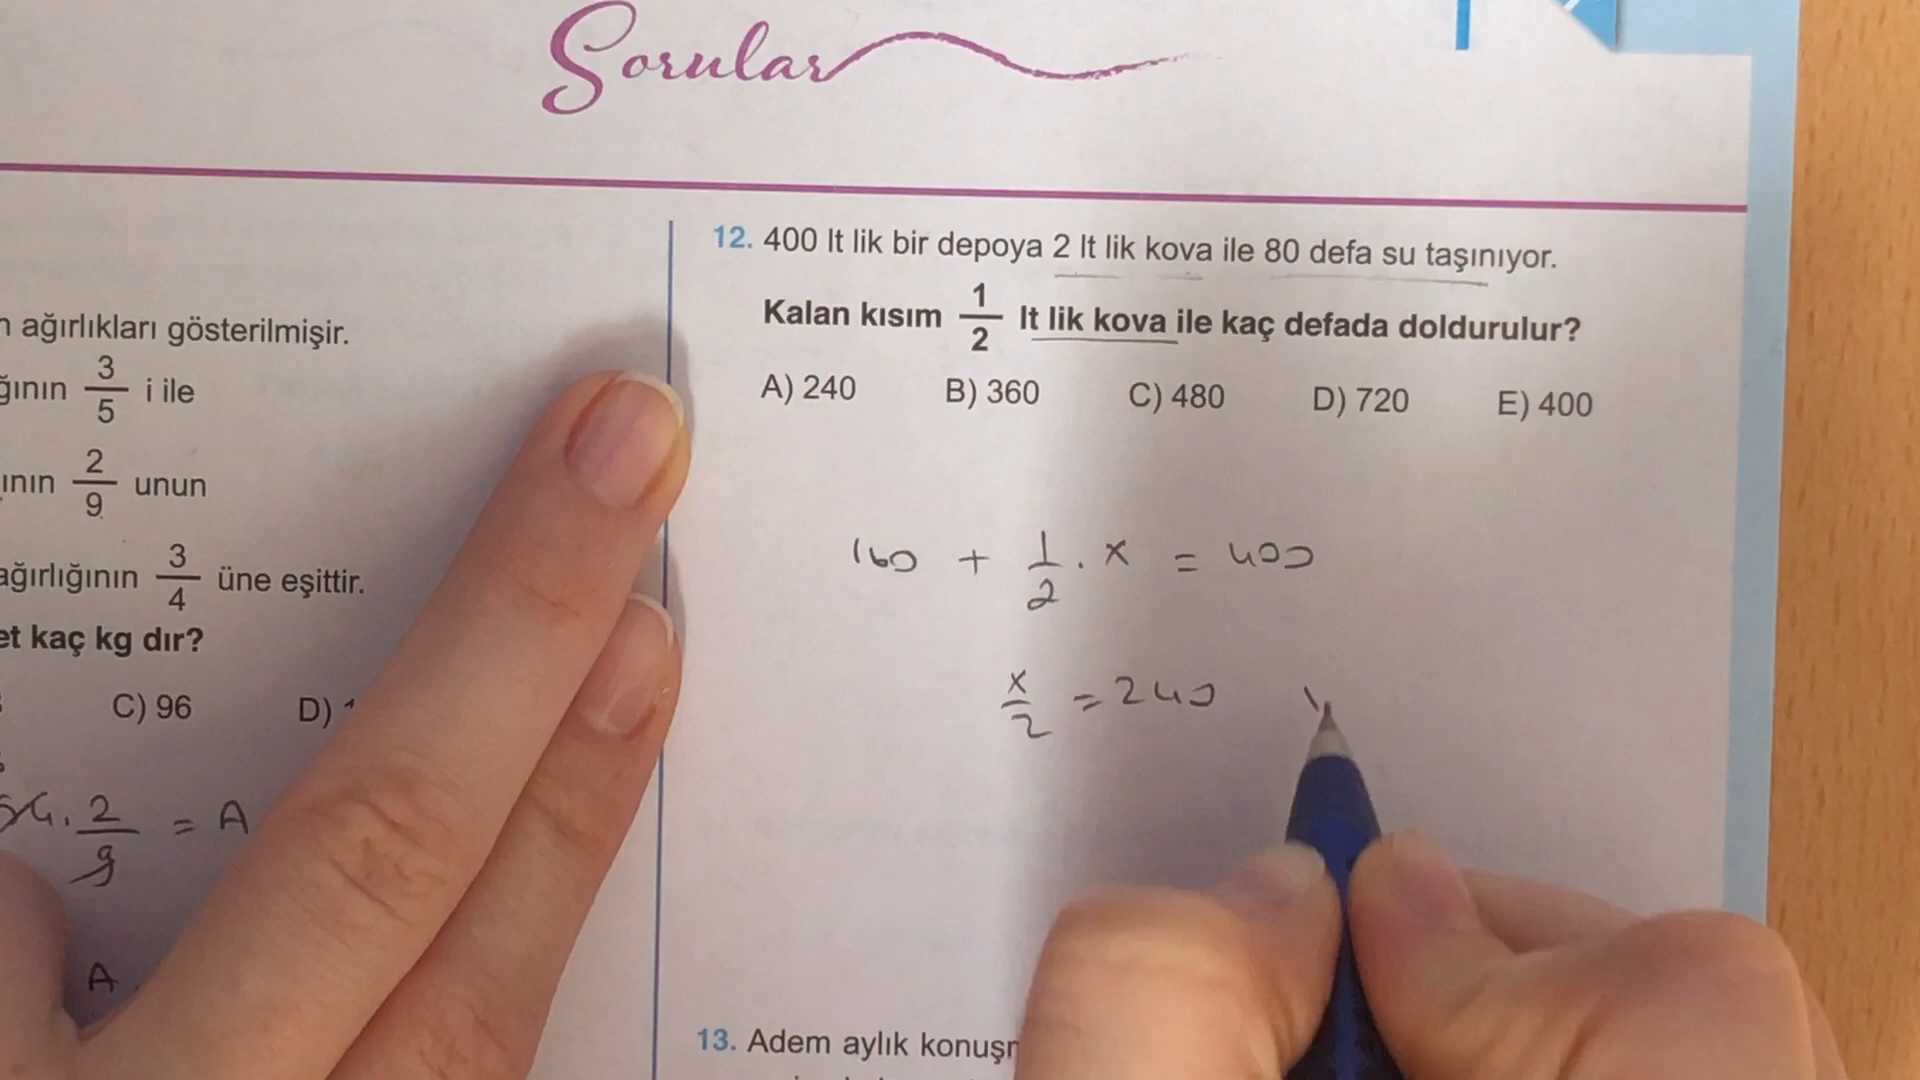 Sorular
ağırlıkları gösterilmişir.
ğının 3/5 i ile
ının 2/9 unun
ağırlığının 3/4 üne eşittir.
et kaç kg dır?
C) 96 D)
. 2/9 = A
A
12. 400 lt lik bir depoya 2 lt lik kova ile 80 defa su taşınıyor.
Kalan kısım 1/2 lt lik kova ile kaç defada doldurulur?
A) 240 B) 360 C) 480 D) 720 E) 400
160 + 1/2 . x = 400
x/2 = 240
13. Adem aylık konuşr